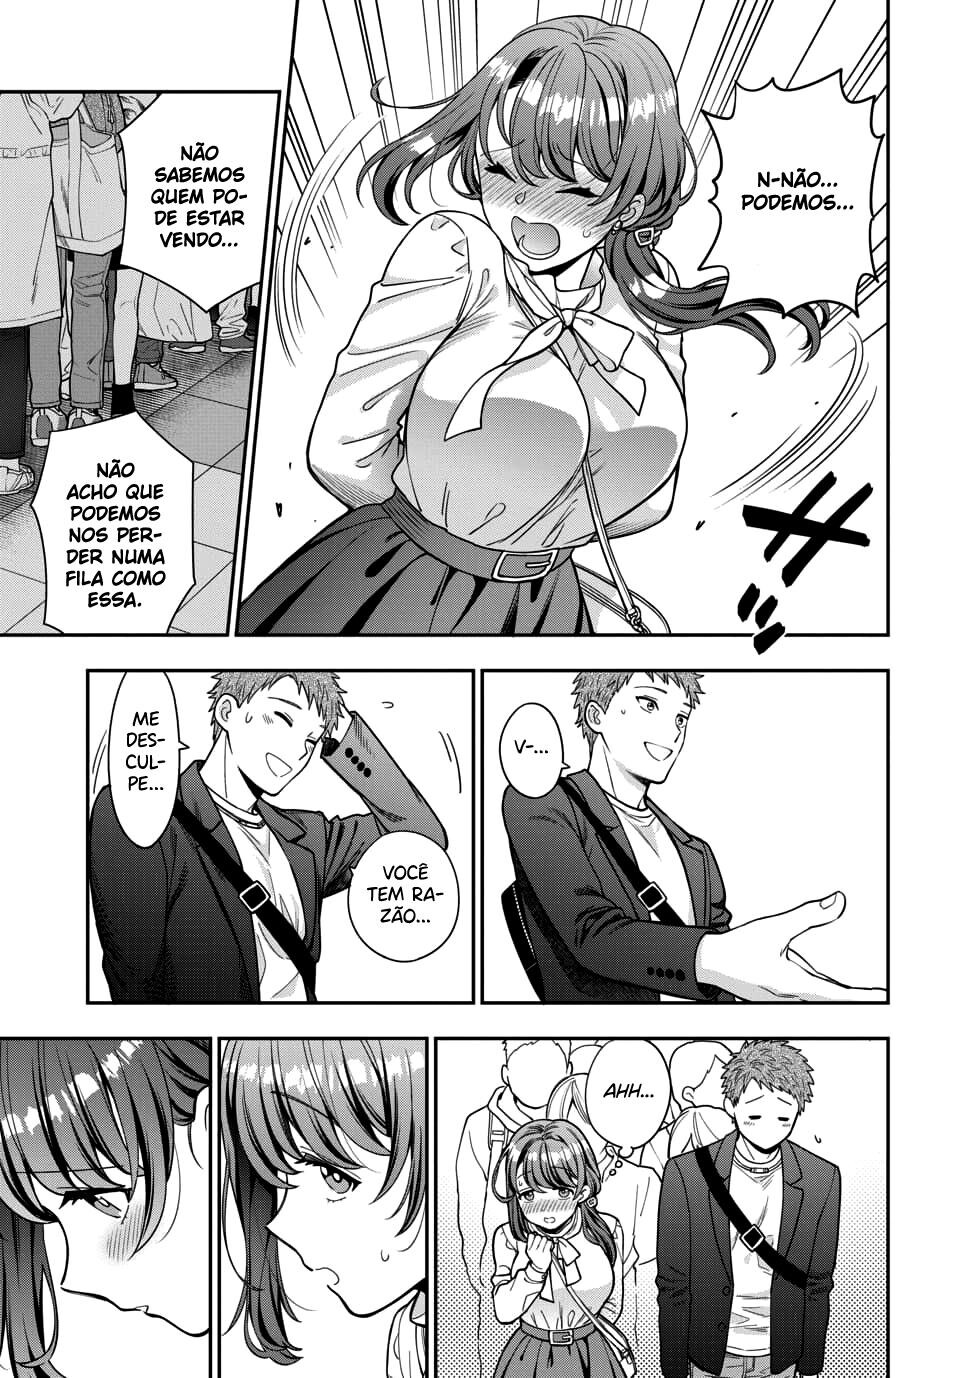 N-NÃO...
PODEMOS...
NÃO
SABEMOS
QUEM PO-
DE ESTAR
VENDO...
NÃO
ACHO QUE
PODEMOS
NOS PER-
DER NUMA
FILA COMO
ESSA.
V-...
ME
DES-
CUL-
PE...
VOCÊ
TEM RA-
ZÃO...
AHH...